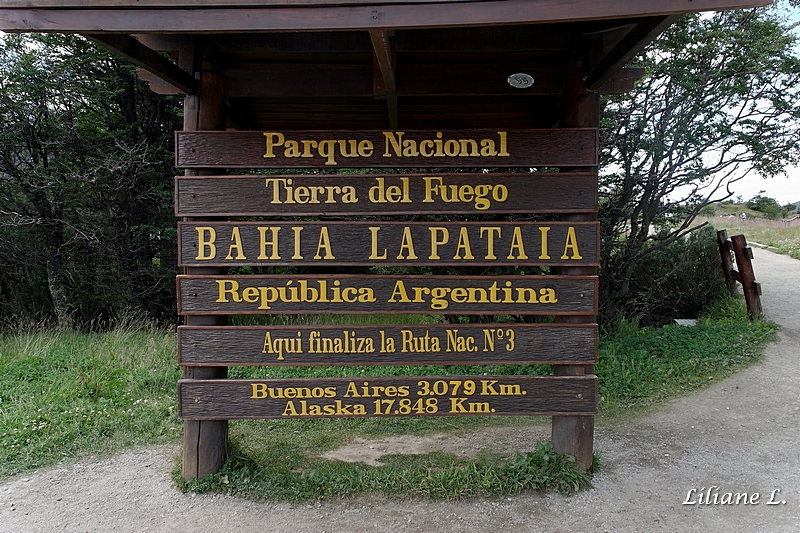 Parque Nacional
Tierra del Fuego
BAHIA LAPATAIA
República Argentina
Aqui finaliza la Ruta Nac. Nº3
Buenos Aires 3.079 Km.
Alaska 17.848 Km.
Liliane L.